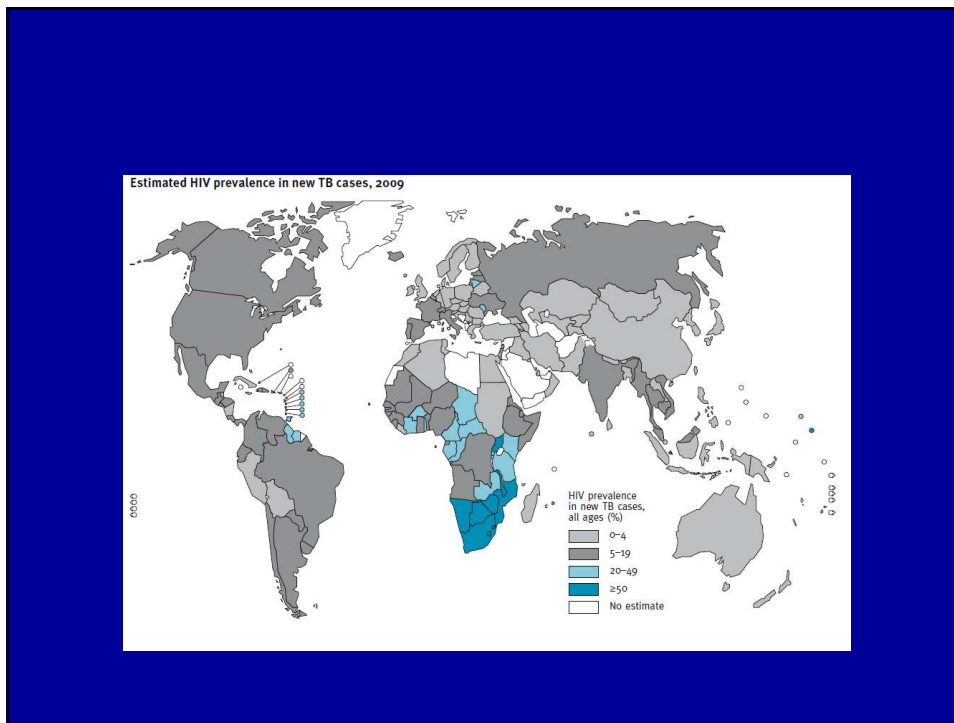 Estimated HIV prevalence in new TB cases, 2009
HIV prevalence
in new TB cases,
all ages (%)
0–4
5–19
20–49
≥50
No estimate